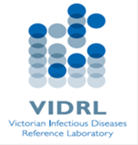 VIDRL
Victorian Infectious Diseases
Reference Laboratory